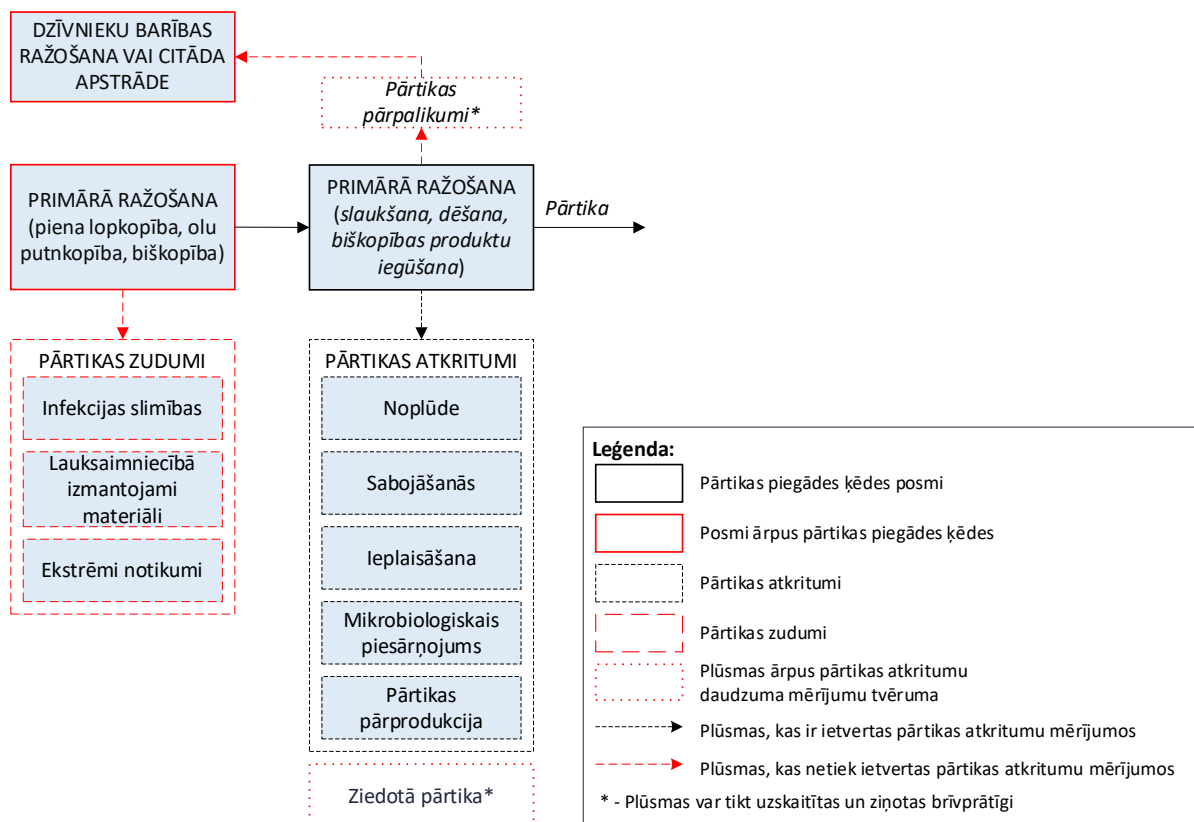 DZĪVNIEKU BARĪBAS
RAŽOŠANA VAI CITĀDA
APSTRĀDE
Pārtikas
pārpalikumi*
PRIMĀRĀ RAŽOŠANA
(piena lopkopība, olu
putnkopība, biškopība)
PRIMĀRĀ RAŽOŠANA
(slaukšana, dēšana,
biškopības produktu
iegūšana)
Pārtika
PĀRTIKAS ZUDUMI
Infekcijas slimības
Lauksaimniecībā
izmantojami
materiāli
Ekstrēmi notikumi
PĀRTIKAS ATKRITUMI
Noplūde
Sabojāšanās
Ieplaisāšana
Mikrobiologiskais
piesārņojums
Pārtikas
pārprodukcija
Ziedotā pārtika*
Leģenda:
Pārtikas piegādes ķēdes posmi
Posmi ārpus pārtikas piegādes ķēdes
Pārtikas atkritumi
Pārtikas zudumi
Plūsmas ārpus pārtikas atkritumu
daudzuma mērījumu tvēruma
Plūsmas, kas ir ietvertas pārtikas atkritumu mērījumos
Plūsmas, kas netiek ietvertas pārtikas atkritumu mērījumos
* - Plūsmas var tikt uzskaitītas un ziņotas brīvprātīgi